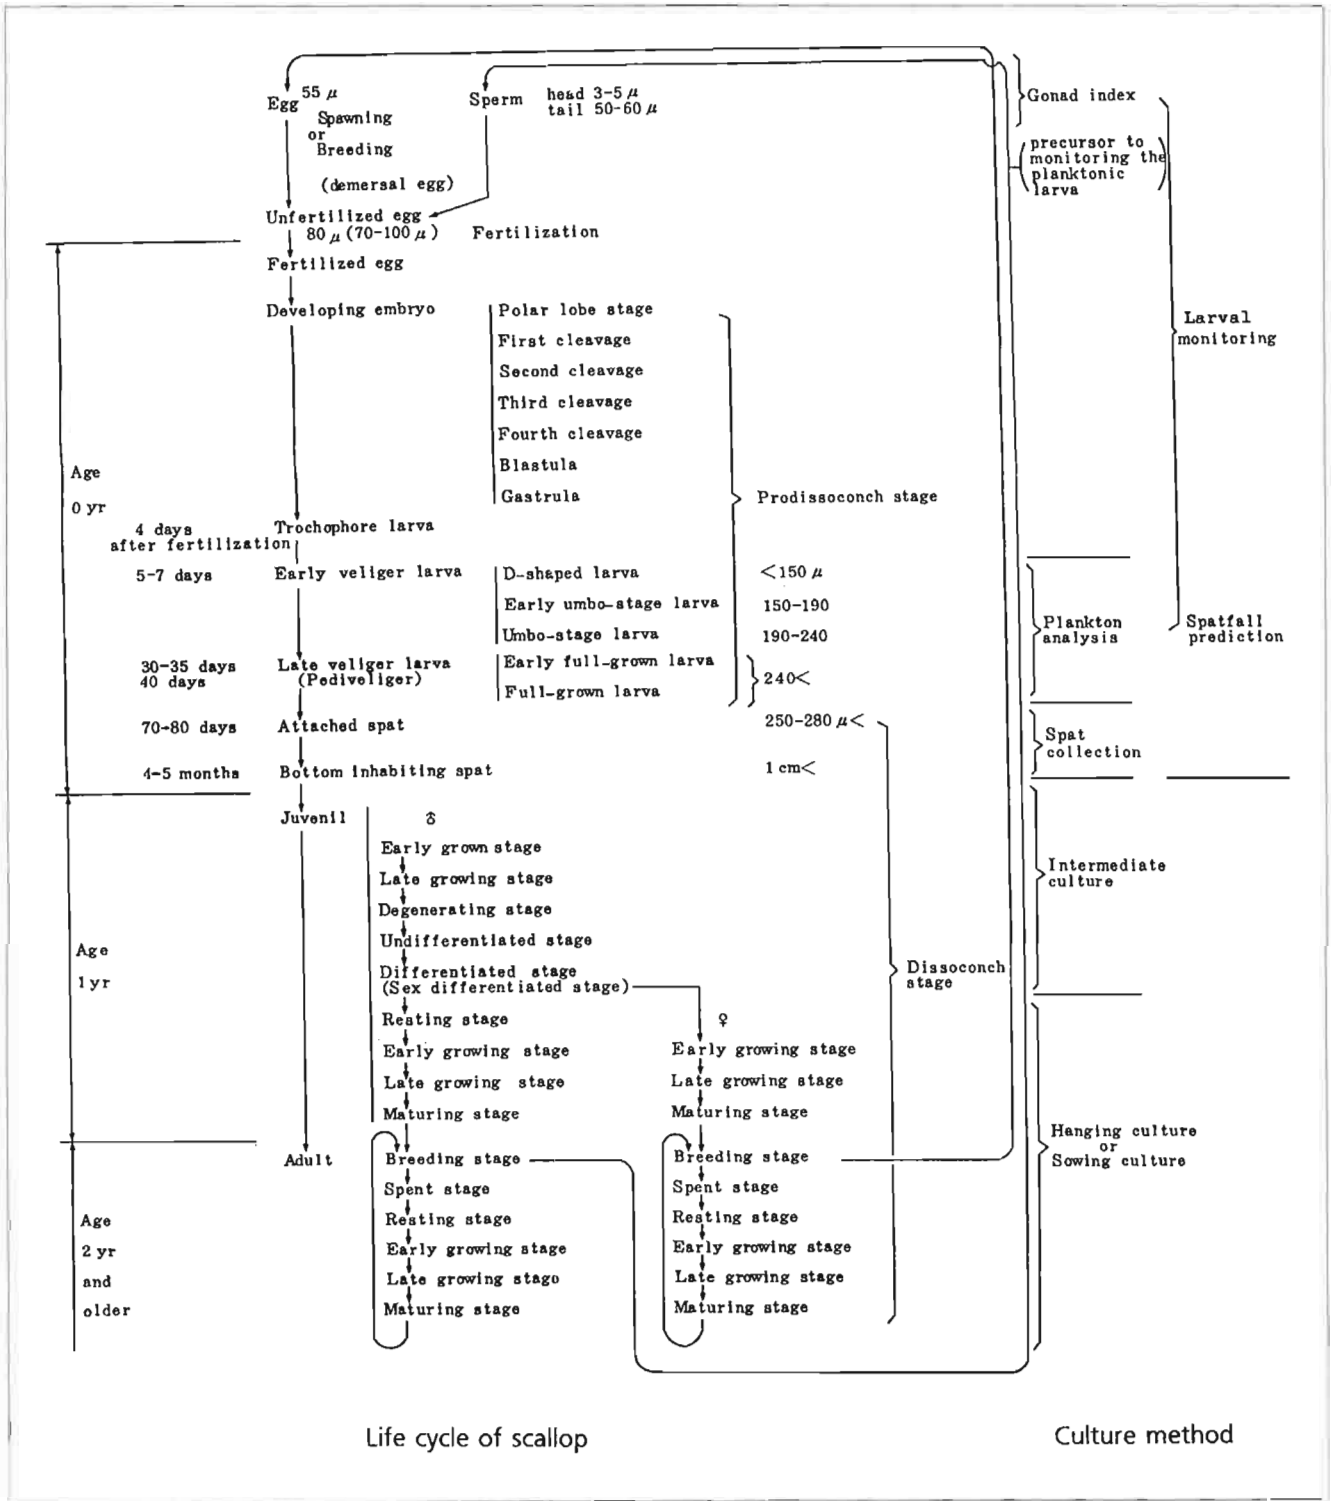 Egg 55 μ
Sperm head 3-5 μ
tail 50-60 μ
Spawning
or
Breeding
(demersal egg)
Unfertilized egg
80 μ (70-100 μ) Fertilization
Fertilized egg
Developing embryo
Polar lobe stage
First cleavage
Second cleavage
Third cleavage
Fourth cleavage
Blastula
Gastrula
Prodissoconch stage
Age
0 yr
4 days
after fertilization
Trochophore larva
5-7 days Early veliger larva D-shaped larva <150 μ
Early umbo-stage larva 150-190
Umbo-stage larva 190-240
30-35 days
40 days
Late veliger larva
(Pediveliger)
Early full-grown larva
Full-grown larva
240<
70-80 days Attached spat 250-280 μ<
4-5 months Bottom inhabiting spat 1 cm<
Juvenil
♂
Early grown stage
Late growing stage
Degenerating stage
Undifferentiated stage
Differentiated stage
(Sex differentiated stage)
Resting stage
Early growing stage
Late growing stage
Maturing stage
♀
Early growing stage
Late growing stage
Maturing stage
Age
1 yr
Dissoconch
stage
Adult
Breeding stage
Spent stage
Resting stage
Early growing stage
Late growing stago
Maturing stage
Breeding stage
Spent stage
Resting stage
Early growing stage
Late growing stage
Maturing stage
Age
2 yr
and
older
Gonad index
(precursor to
monitoring the
planktonic
larva)
Larval
monitoring
Plankton
analysis
Spatfall
prediction
Spat
collection
Intermediate
culture
Hanging culture
or
Sowing culture
Life cycle of scallop
Culture method